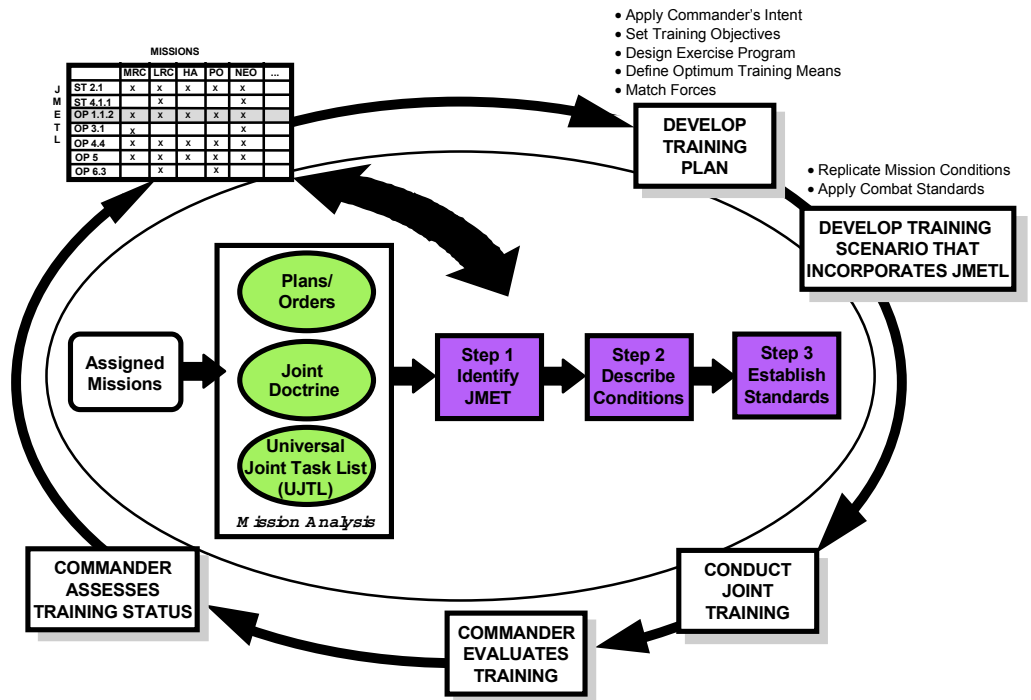 MISSIONS
MRC LRC HA PO NEO ...
J M E T L
ST 2.1 x x x x x
ST 4.1.1 x x
OP 1.1.2 x x x x x
OP 3.1 x x
OP 4.4 x x x x x
OP 5 x x x x x
OP 6.3 x x
• Apply Commander's Intent
• Set Training Objectives
• Design Exercise Program
• Define Optimum Training Means
• Match Forces
DEVELOP
TRAINING
PLAN
• Replicate Mission Conditions
• Apply Combat Standards
DEVELOP TRAINING
SCENARIO THAT
INCORPORATES JMETL
Assigned
Missions
Plans/
Orders
Joint
Doctrine
Universal
Joint Task List
(UJTL)
Mission Analysis
Step 1
Identify
JMET
Step 2
Describe
Conditions
Step 3
Establish
Standards
CONDUCT
JOINT
TRAINING
COMMANDER
EVALUATES
TRAINING
COMMANDER
ASSESSES
TRAINING STATUS